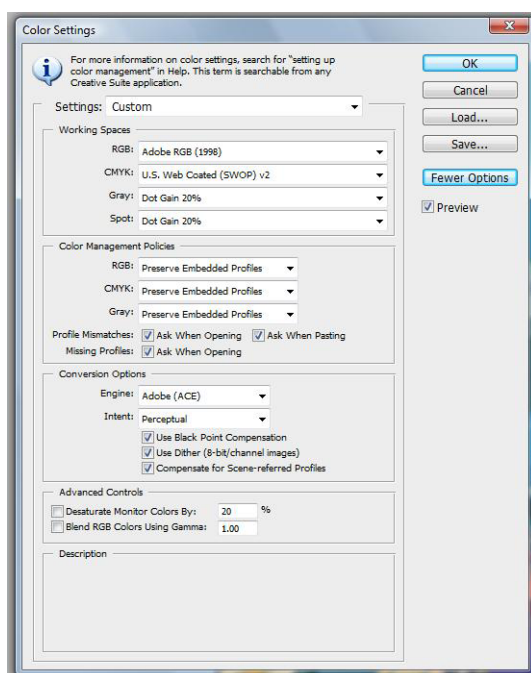 Color Settings
For more information on color settings, search for "setting up
color management" in Help. This term is searchable from any
Creative Suite application.
Settings: Custom
Working Spaces
RGB: Adobe RGB (1998)
CMYK: U.S. Web Coated (SWOP) v2
Gray: Dot Gain 20%
Spot: Dot Gain 20%
Color Management Policies
RGB: Preserve Embedded Profiles
CMYK: Preserve Embedded Profiles
Gray: Preserve Embedded Profiles
Profile Mismatches: Ask When Opening Ask When Pasting
Missing Profiles: Ask When Opening
Conversion Options
Engine: Adobe (ACE)
Intent: Perceptual
Use Black Point Compensation
Use Dither (8-bit/channel images)
Compensate for Scene-referred Profiles
Advanced Controls
Desaturate Monitor Colors By: 20 %
Blend RGB Colors Using Gamma: 1.00
Description
OK
Cancel
Load...
Save...
Fewer Options
Preview